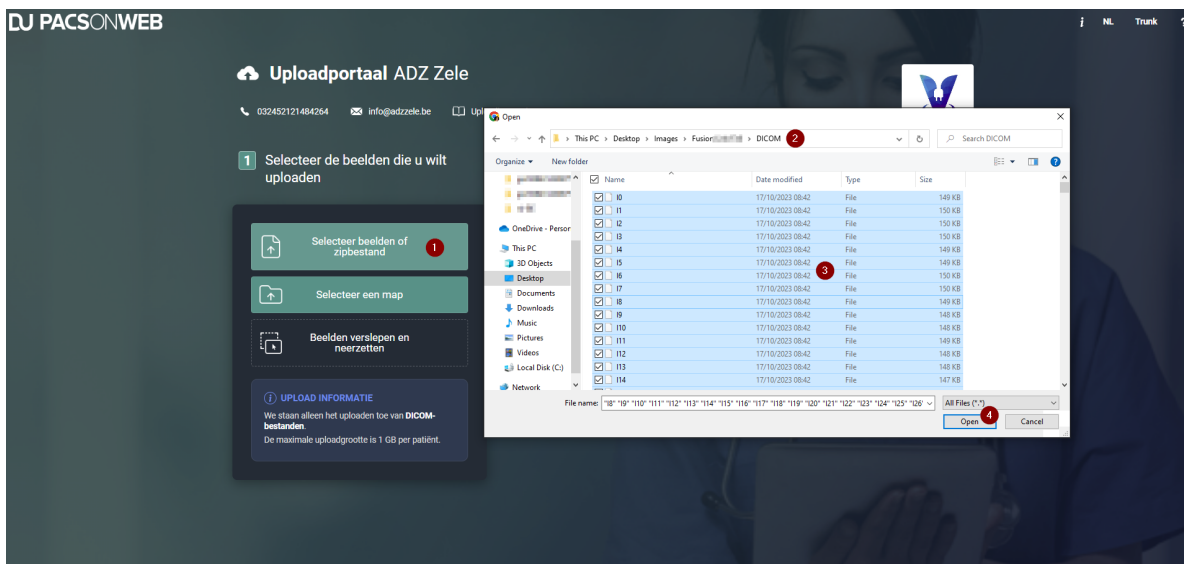 DU PACSONWEB
i NL Trunk ?
Uploadportaal ADZ Zele
032452121484264 info@adzzele.be Upl
1 Selecteer de beelden die u wilt
uploaden
Selecteer beelden of
zipbestand
1
Selecteer een map
Beelden verslepen en
neerzetten
i UPLOAD INFORMATIE
We staan alleen het uploaden toe van DICOM-
bestanden.
De maximale uploadgrootte is 1 GB per patiënt.
Open
This PC > Desktop > Images > Fusion > DICOM 2
Search DICOM
Organize New folder
Name Date modified Type Size
OneDrive - Person
This PC
3D Objects
Desktop
Documents
Downloads
Music
Pictures
Videos
Local Disk (C:)
Network
I0 17/10/2023 08:42 File 149 KB
I1 17/10/2023 08:42 File 150 KB
I2 17/10/2023 08:42 File 150 KB
I3 17/10/2023 08:42 File 150 KB
I4 17/10/2023 08:42 File 149 KB
I5 17/10/2023 08:42 File 149 KB
I6 17/10/2023 08:42 3 File 150 KB
I7 17/10/2023 08:42 File 150 KB
I8 17/10/2023 08:42 File 149 KB
I9 17/10/2023 08:42 File 148 KB
I10 17/10/2023 08:42 File 148 KB
I11 17/10/2023 08:42 File 149 KB
I12 17/10/2023 08:42 File 148 KB
I13 17/10/2023 08:42 File 148 KB
I14 17/10/2023 08:42 File 147 KB
File name: "I8" "I9" "I10" "I11" "I12" "I13" "I14" "I15" "I16" "I17" "I18" "I19" "I20" "I21" "I22" "I23" "I24" "I25" "I26"
All Files (*.*)
Open 4 Cancel